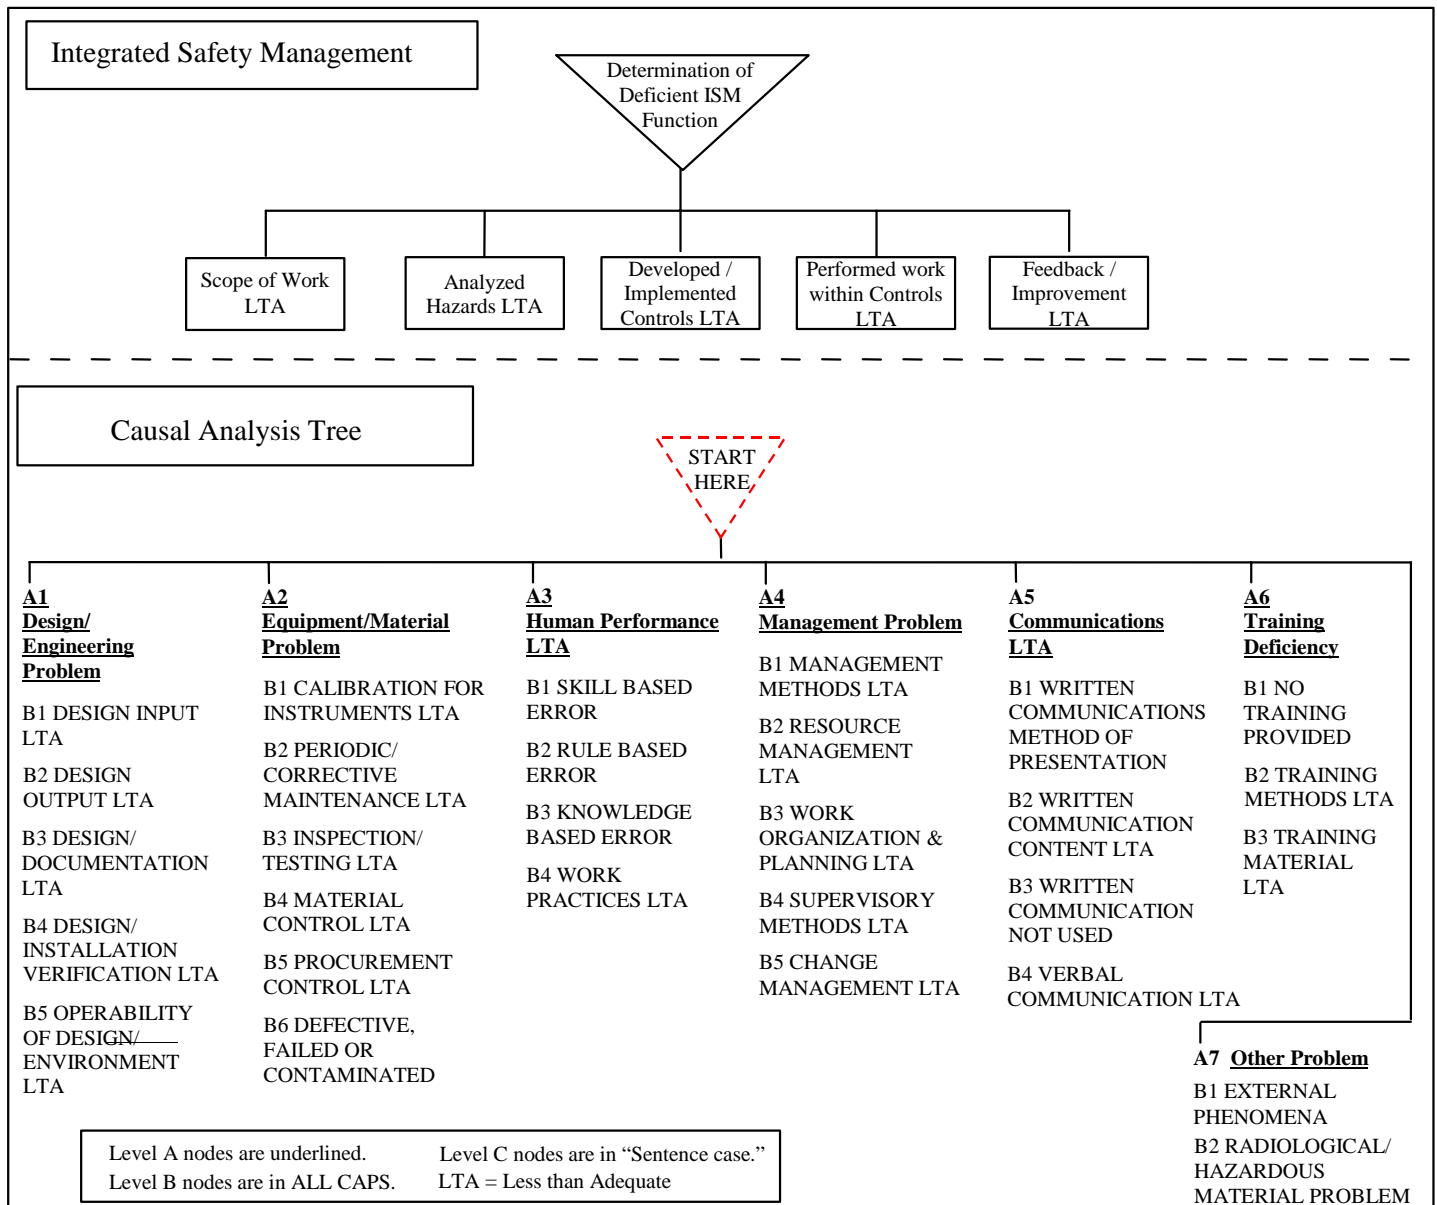 Integrated Safety Management
Determination of
Deficient ISM
Function
Scope of Work
LTA
Analyzed
Hazards LTA
Developed /
Implemented
Controls LTA
Performed work
within Controls
LTA
Feedback /
Improvement
LTA
Causal Analysis Tree
START
HERE
A1
Design/
Engineering
Problem
B1 DESIGN INPUT
LTA
B2 DESIGN
OUTPUT LTA
B3 DESIGN/
DOCUMENTATION
LTA
B4 DESIGN/
INSTALLATION
VERIFICATION LTA
B5 OPERABILITY
OF DESIGN/
ENVIRONMENT
LTA
A2
Equipment/Material
Problem
B1 CALIBRATION FOR
INSTRUMENTS LTA
B2 PERIODIC/
CORRECTIVE
MAINTENANCE LTA
B3 INSPECTION/
TESTING LTA
B4 MATERIAL
CONTROL LTA
B5 PROCUREMENT
CONTROL LTA
B6 DEFECTIVE,
FAILED OR
CONTAMINATED
A3
Human Performance
LTA
B1 SKILL BASED
ERROR
B2 RULE BASED
ERROR
B3 KNOWLEDGE
BASED ERROR
B4 WORK
PRACTICES LTA
A4
Management Problem
B1 MANAGEMENT
METHODS LTA
B2 RESOURCE
MANAGEMENT
LTA
B3 WORK
ORGANIZATION &
PLANNING LTA
B4 SUPERVISORY
METHODS LTA
B5 CHANGE
MANAGEMENT LTA
A5
Communications
LTA
B1 WRITTEN
COMMUNICATIONS
METHOD OF
PRESENTATION
B2 WRITTEN
COMMUNICATION
CONTENT LTA
B3 WRITTEN
COMMUNICATION
NOT USED
B4 VERBAL
COMMUNICATION LTA
A6
Training
Deficiency
B1 NO
TRAINING
PROVIDED
B2 TRAINING
METHODS LTA
B3 TRAINING
MATERIAL
LTA
A7 Other Problem
B1 EXTERNAL
PHENOMENA
B2 RADIOLOGICAL/
HAZARDOUS
MATERIAL PROBLEM
Level A nodes are underlined.
Level B nodes are in ALL CAPS.
Level C nodes are in “Sentence case.”
LTA = Less than Adequate